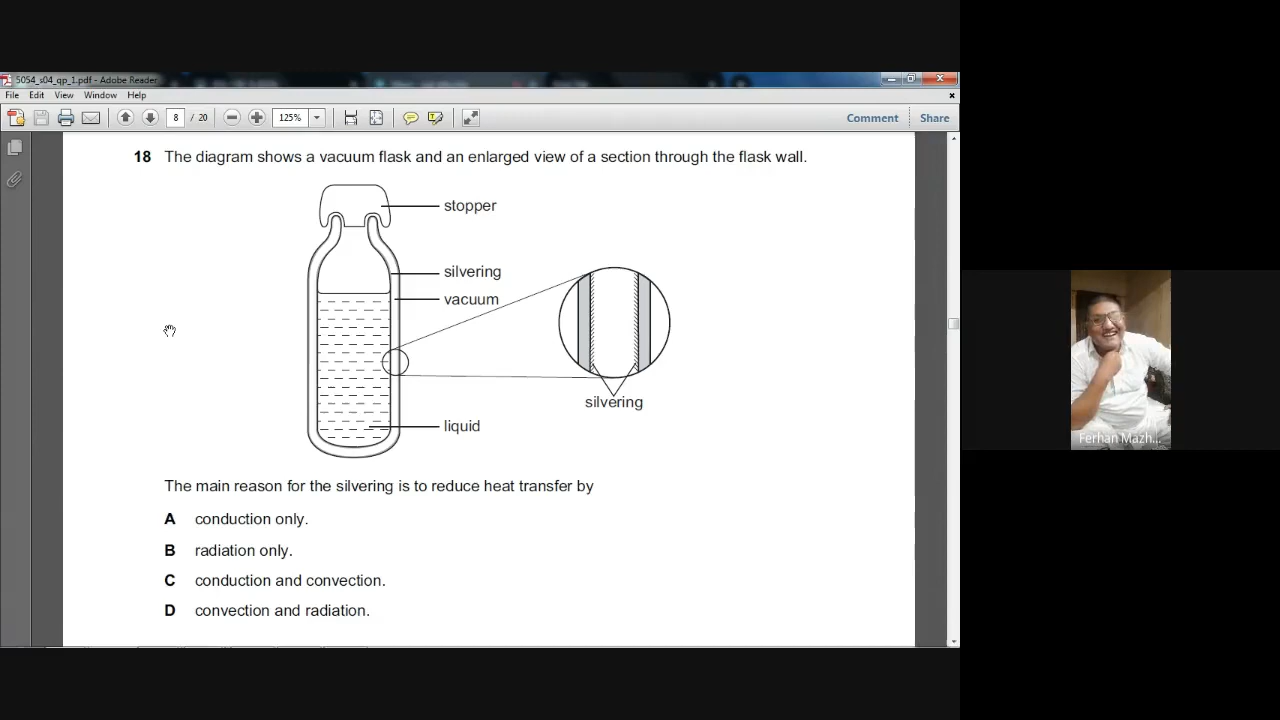 5054_s04_qp_1.pdf - Adobe Reader
File Edit View Window Help
8 / 20 125% Comment Share
18 The diagram shows a vacuum flask and an enlarged view of a section through the flask wall.
stopper
silvering
vacuum
silvering
liquid
The main reason for the silvering is to reduce heat transfer by
A conduction only.
B radiation only.
C conduction and convection.
D convection and radiation.
Ferhan Mazh...